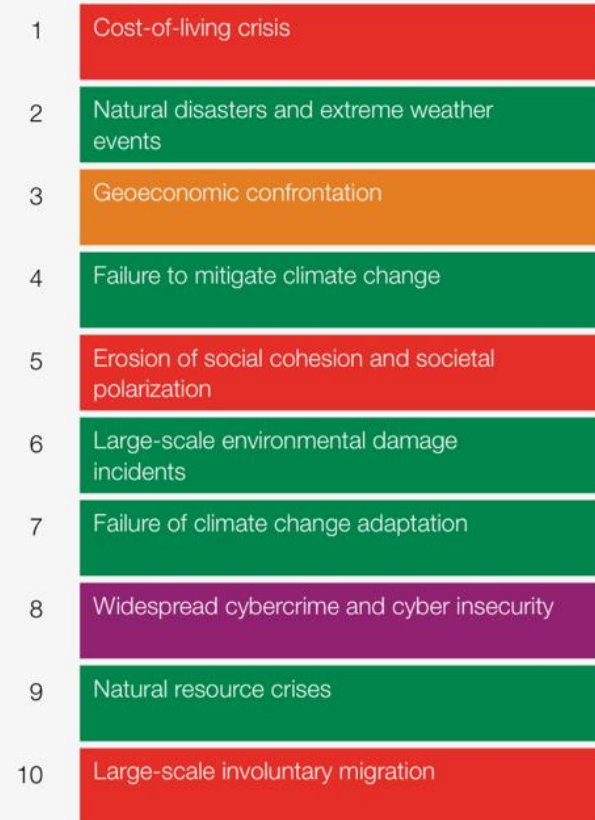 1 Cost-of-living crisis
2 Natural disasters and extreme weather
events
3 Geoeconomic confrontation
4 Failure to mitigate climate change
5 Erosion of social cohesion and societal
polarization
6 Large-scale environmental damage
incidents
7 Failure of climate change adaptation
8 Widespread cybercrime and cyber insecurity
9 Natural resource crises
10 Large-scale involuntary migration